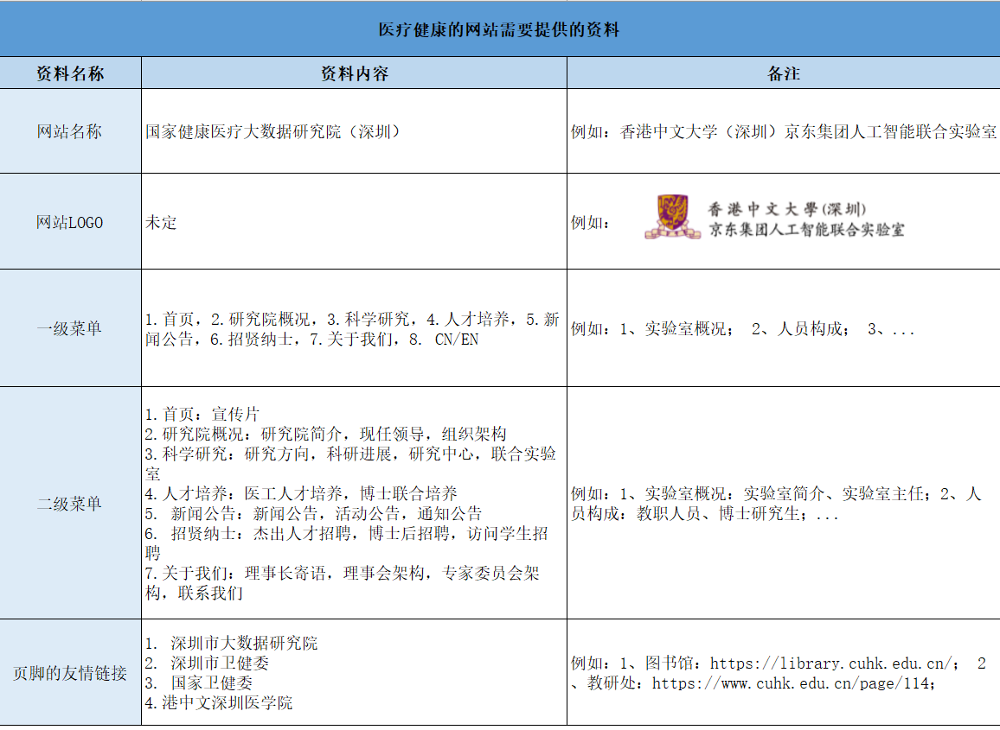 医疗健康的网站需要提供的资料
资料名称 资料内容 备注
网站名称 国家健康医疗大数据研究院（深圳） 例如：香港中文大学（深圳）京东集团人工智能联合实验室
网站LOGO 未定 例如：
香港中文大學(深圳)
京东集团人工智能联合实验室
一级菜单
1.首页，2.研究院概况，3.科学研究，4.人才培养，5.新
闻公告，6.招贤纳士，7.关于我们，8. CN/EN
例如：1、实验室概况； 2、人员构成； 3、...
二级菜单
1.首页：宣传片
2.研究院概况：研究院简介，现任领导，组织架构
3.科学研究：研究方向，科研进展，研究中心，联合实验
室
4.人才培养：医工人才培养，博士联合培养
5. 新闻公告：新闻公告，活动公告，通知公告
6. 招贤纳士：杰出人才招聘，博士后招聘，访问学生招
聘
7.关于我们：理事长寄语，理事会架构，专家委员会架
构，联系我们
例如：1、实验室概况：实验室简介、实验室主任；2、人
员构成：教职人员、博士研究生；...
页脚的友情链接
1. 深圳市大数据研究院
2. 深圳市卫健委
3. 国家卫健委
4.港中文深圳医学院
例如：1、图书馆：https://library.cuhk.edu.cn/； 2
、教研处：https://www.cuhk.edu.cn/page/114；